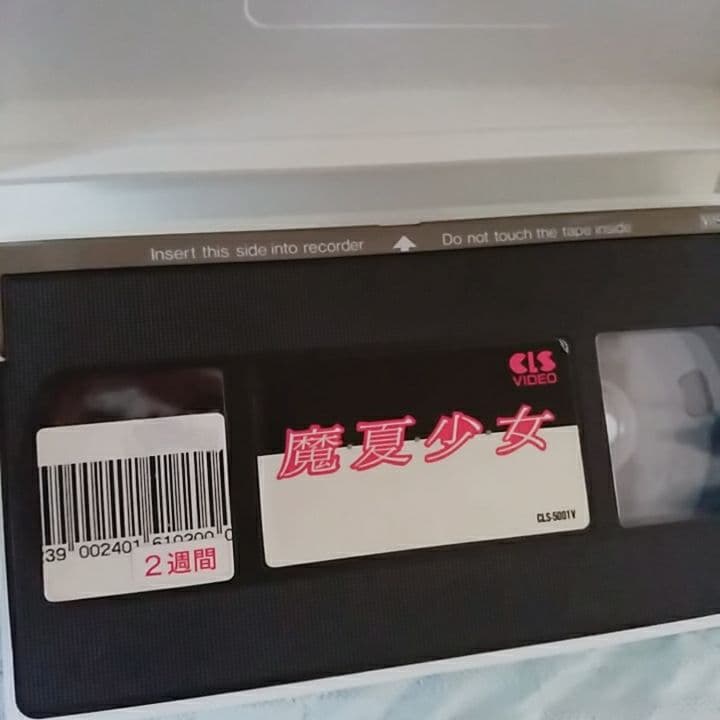 Insert this side into recorder
Do not touch the tape inside
CLS
VIDEO
魔夏少女
CLS-5001V
002401
2週間